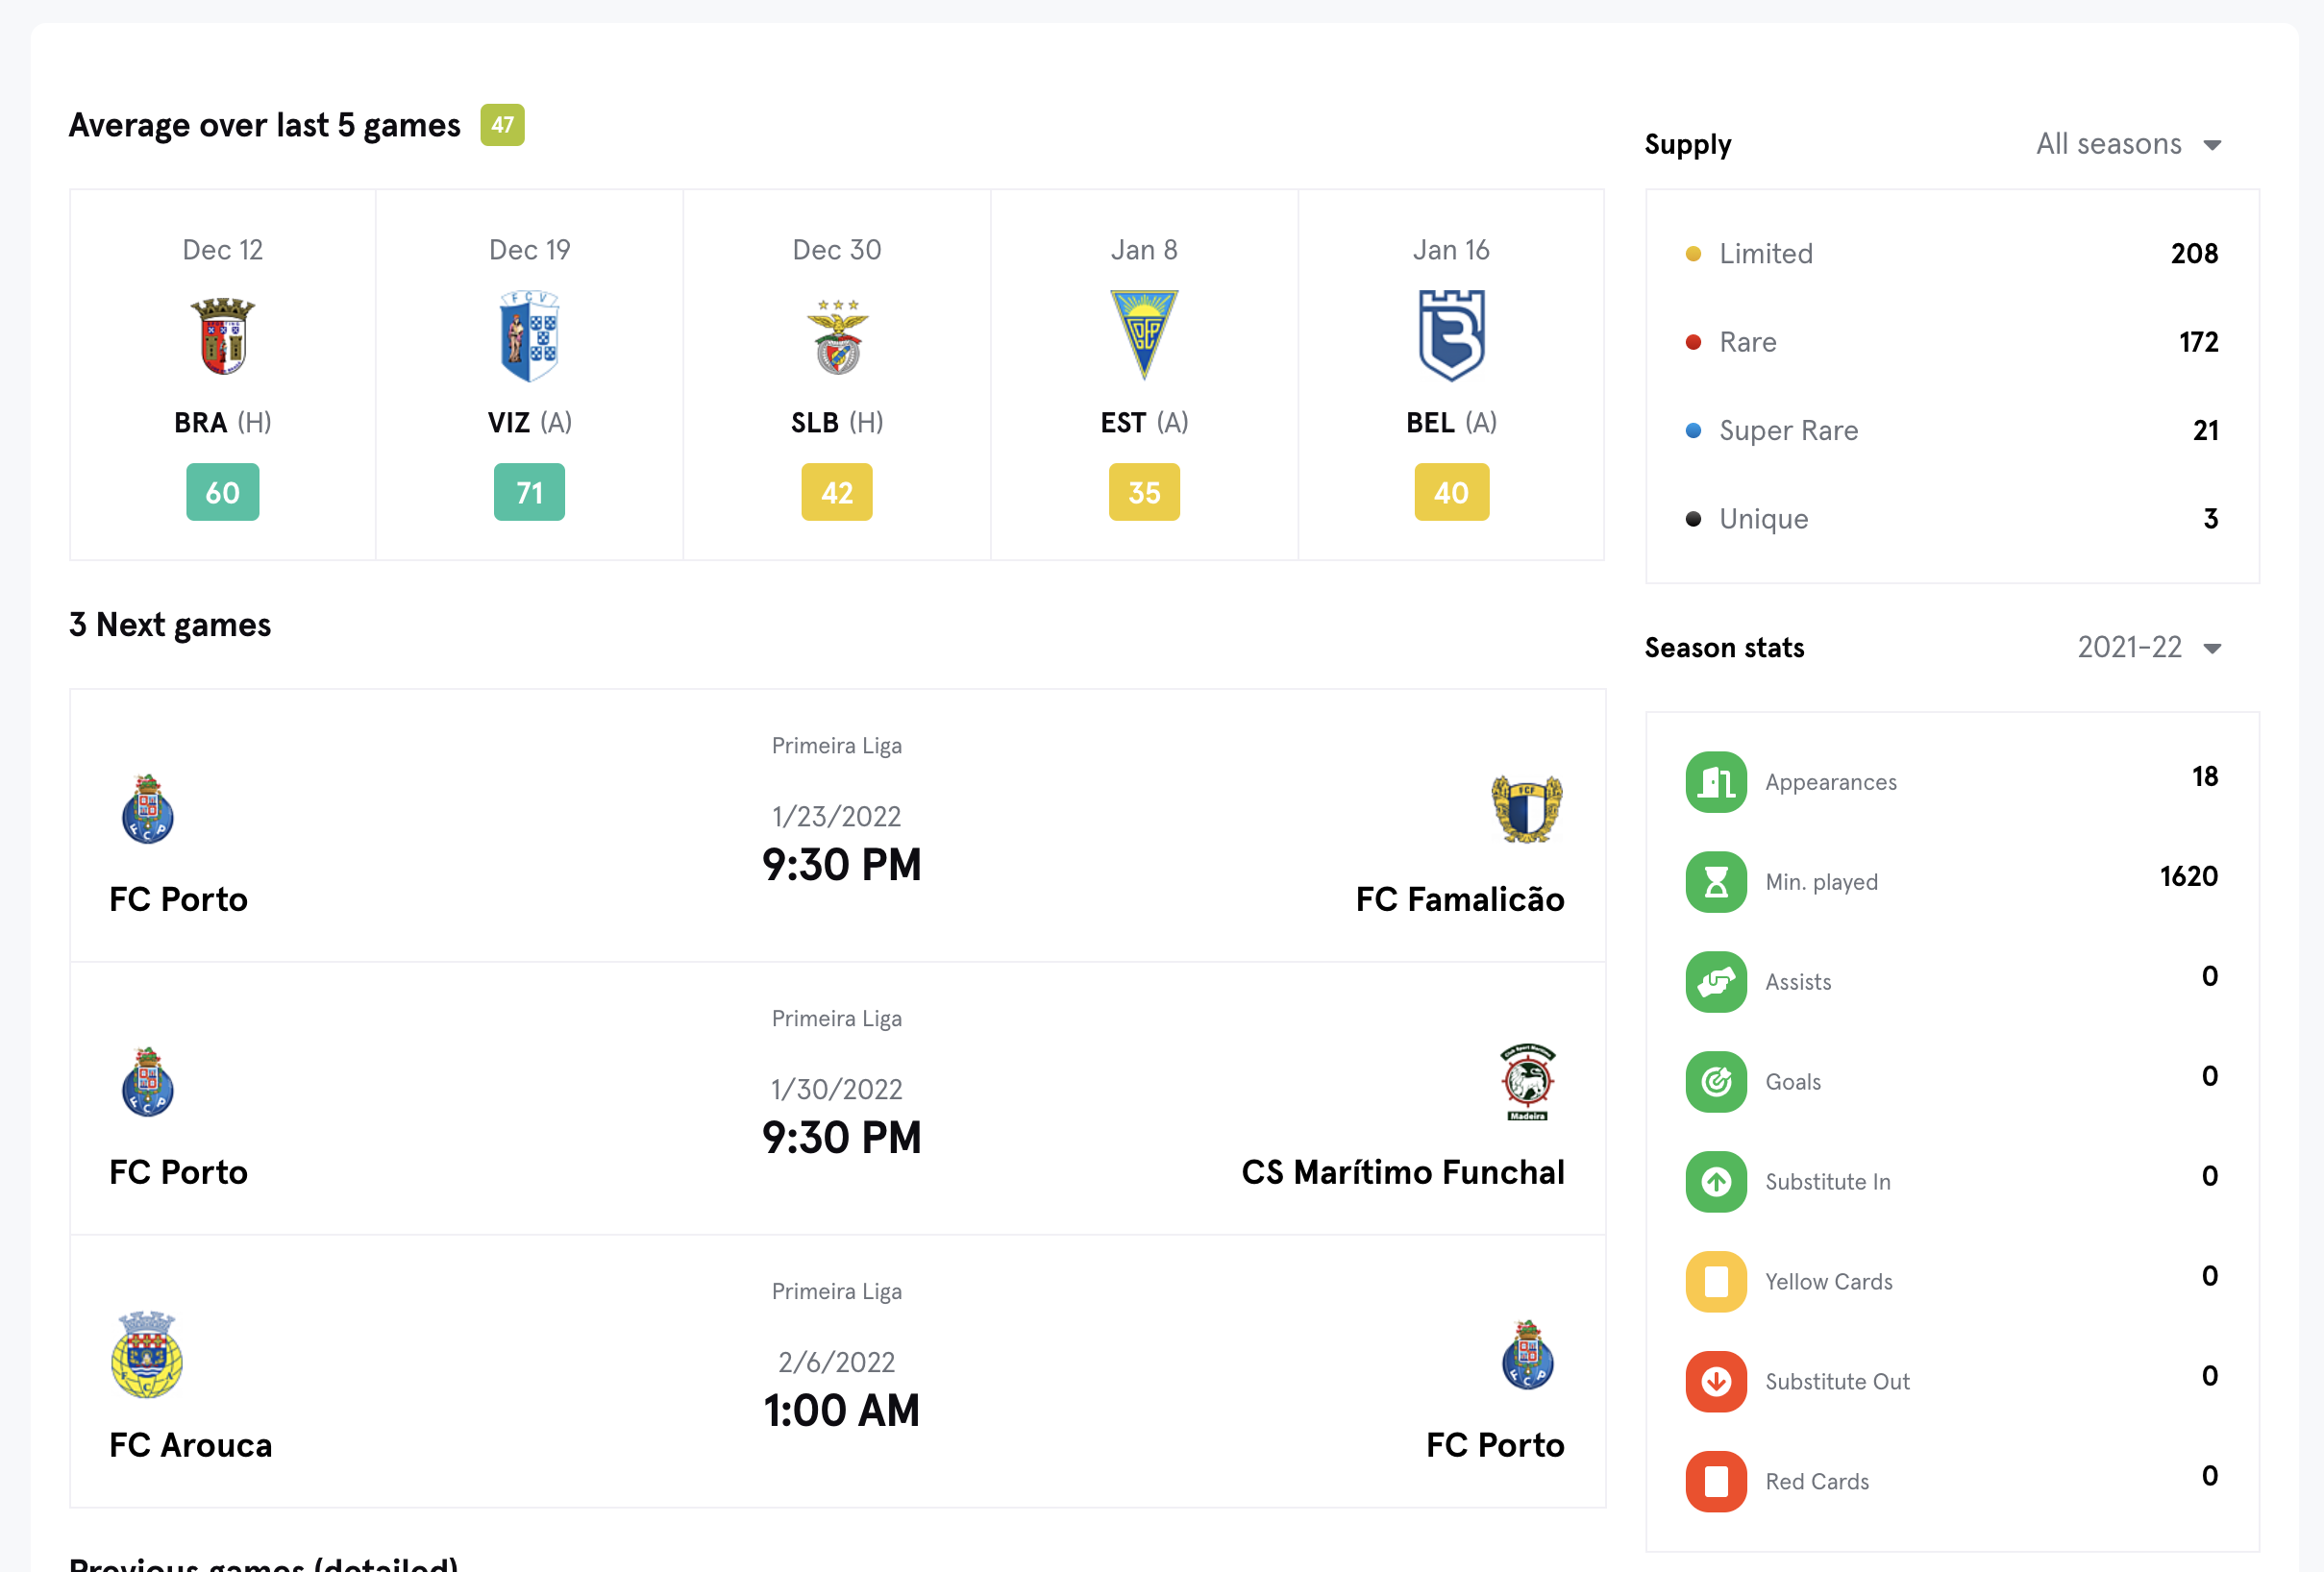 Average over last 5 games 47
Dec 12
BRA (H)
60
Dec 19
F C V
VIZ (A)
71
Dec 30
SLB (H)
42
Jan 8
EST (A)
35
Jan 16
B
BEL (A)
40
3 Next games
Primeira Liga
1/23/2022
9:30 PM
FCP
FC Porto
FCF
FC Famalicão
Primeira Liga
1/30/2022
9:30 PM
FCP
FC Porto
Madeira
CS Marítimo Funchal
Primeira Liga
2/6/2022
1:00 AM
F C A
FC Arouca
FCP
FC Porto
Previous games (detailed)
Supply All seasons
Limited 208
Rare 172
Super Rare 21
Unique 3
Season stats 2021-22
Appearances 18
Min. played 1620
Assists 0
Goals 0
Substitute In 0
Yellow Cards 0
Substitute Out 0
Red Cards 0